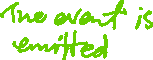 The event is
emitted